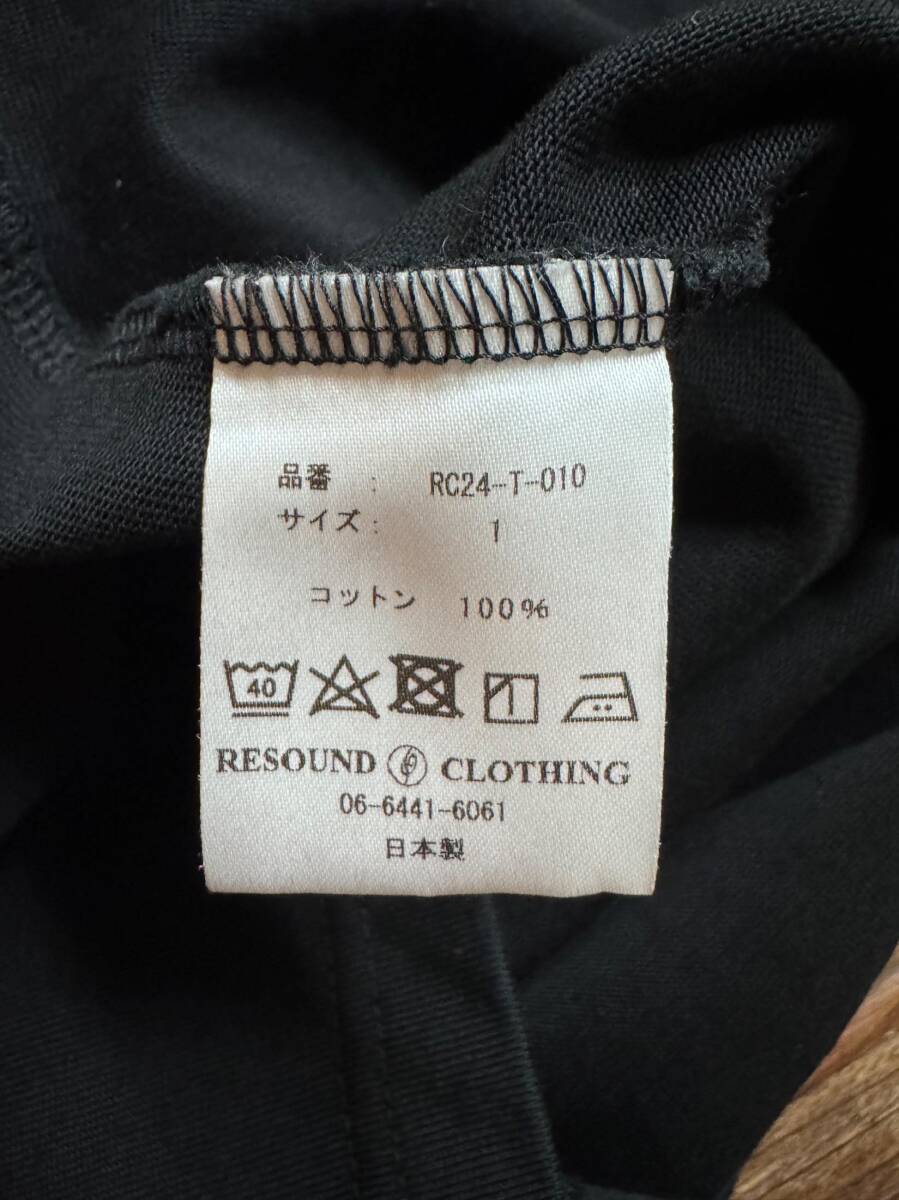 品番 : RC24-T-010
サイズ: 1
コットン 100%
40
RESOUND CLOTHING
06-6441-6061
日本製